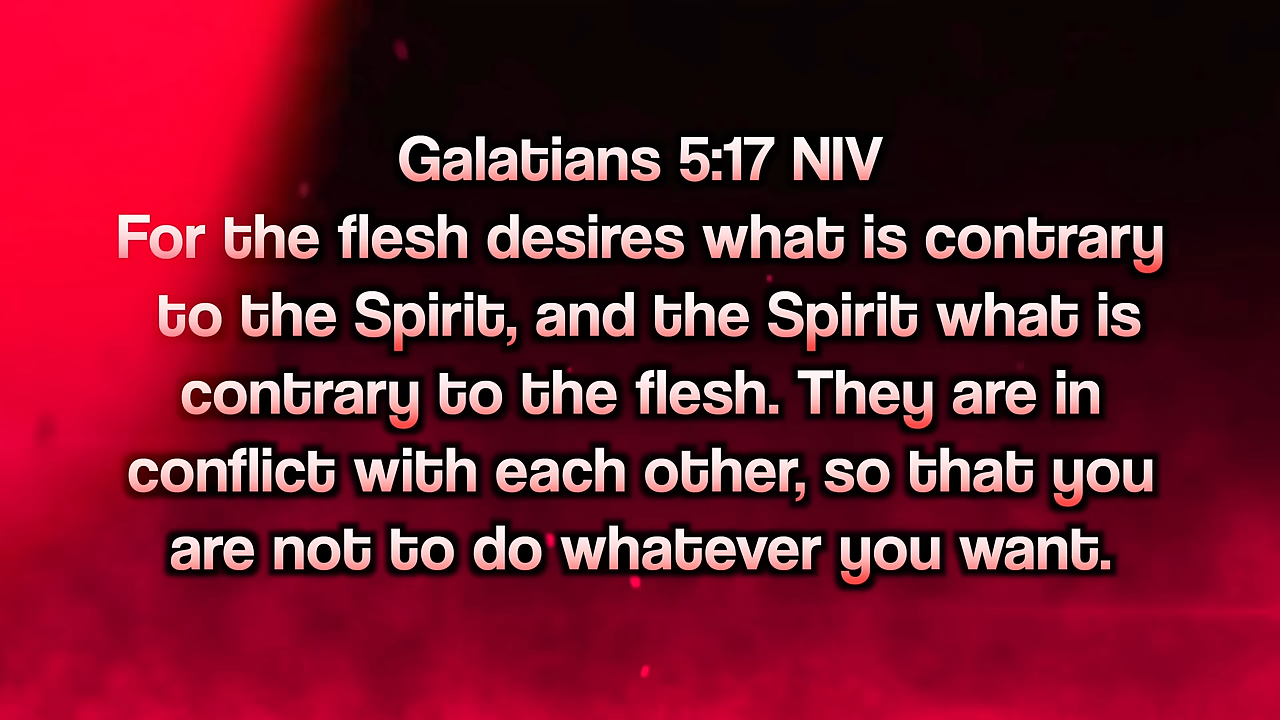 Galatians 5:17 NIV
For the flesh desires what is contrary
to the Spirit, and the Spirit what is
contrary to the flesh. They are in
conflict with each other, so that you
are not to do whatever you want.